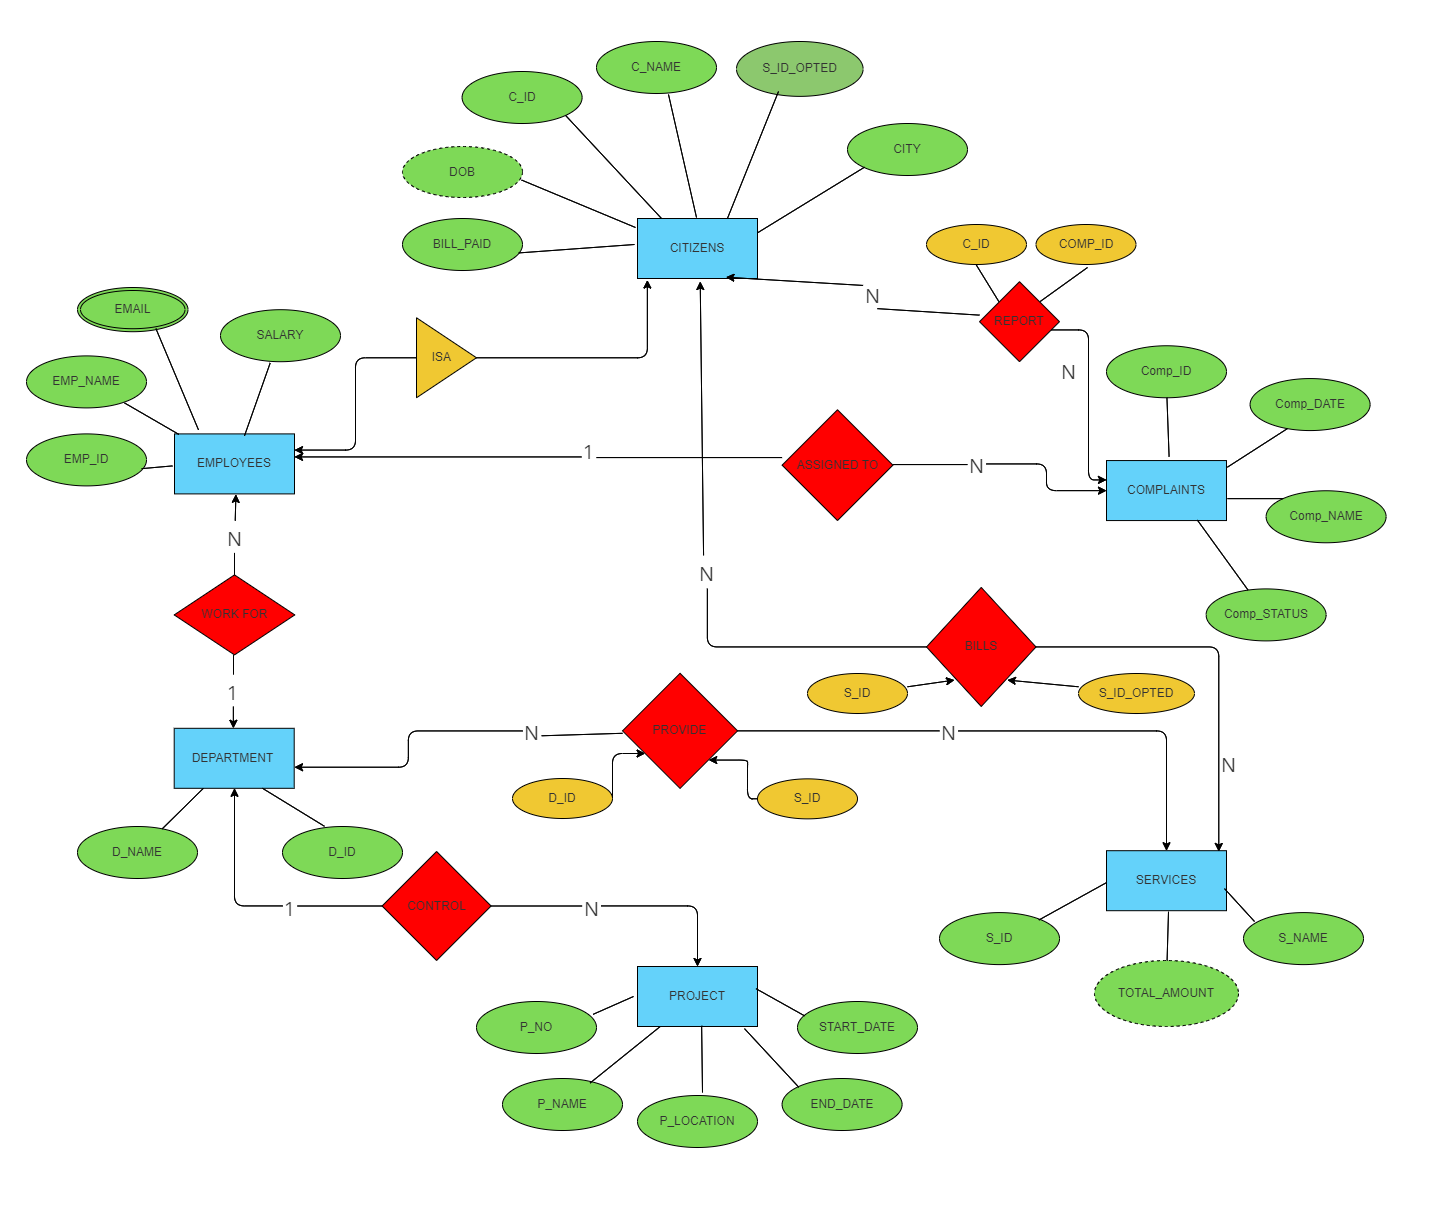 C_NAME
S_ID_OPTED
C_ID
CITY
DOB
BILL_PAID
CITIZENS
C_ID
COMP_ID
N
REPORT
EMAIL
SALARY
ISA
EMP_NAME
N
Comp_ID
Comp_DATE
EMP_ID
EMPLOYEES
1
ASSIGNED TO
N
COMPLAINTS
Comp_NAME
N
N
WORK FOR
Comp_STATUS
BILLS
1
S_ID
S_ID_OPTED
N
PROVIDE
N
DEPARTMENT
N
D_ID
S_ID
D_NAME
D_ID
SERVICES
1
CONTROL
N
S_ID
S_NAME
PROJECT
TOTAL_AMOUNT
P_NO
START_DATE
P_NAME
END_DATE
P_LOCATION